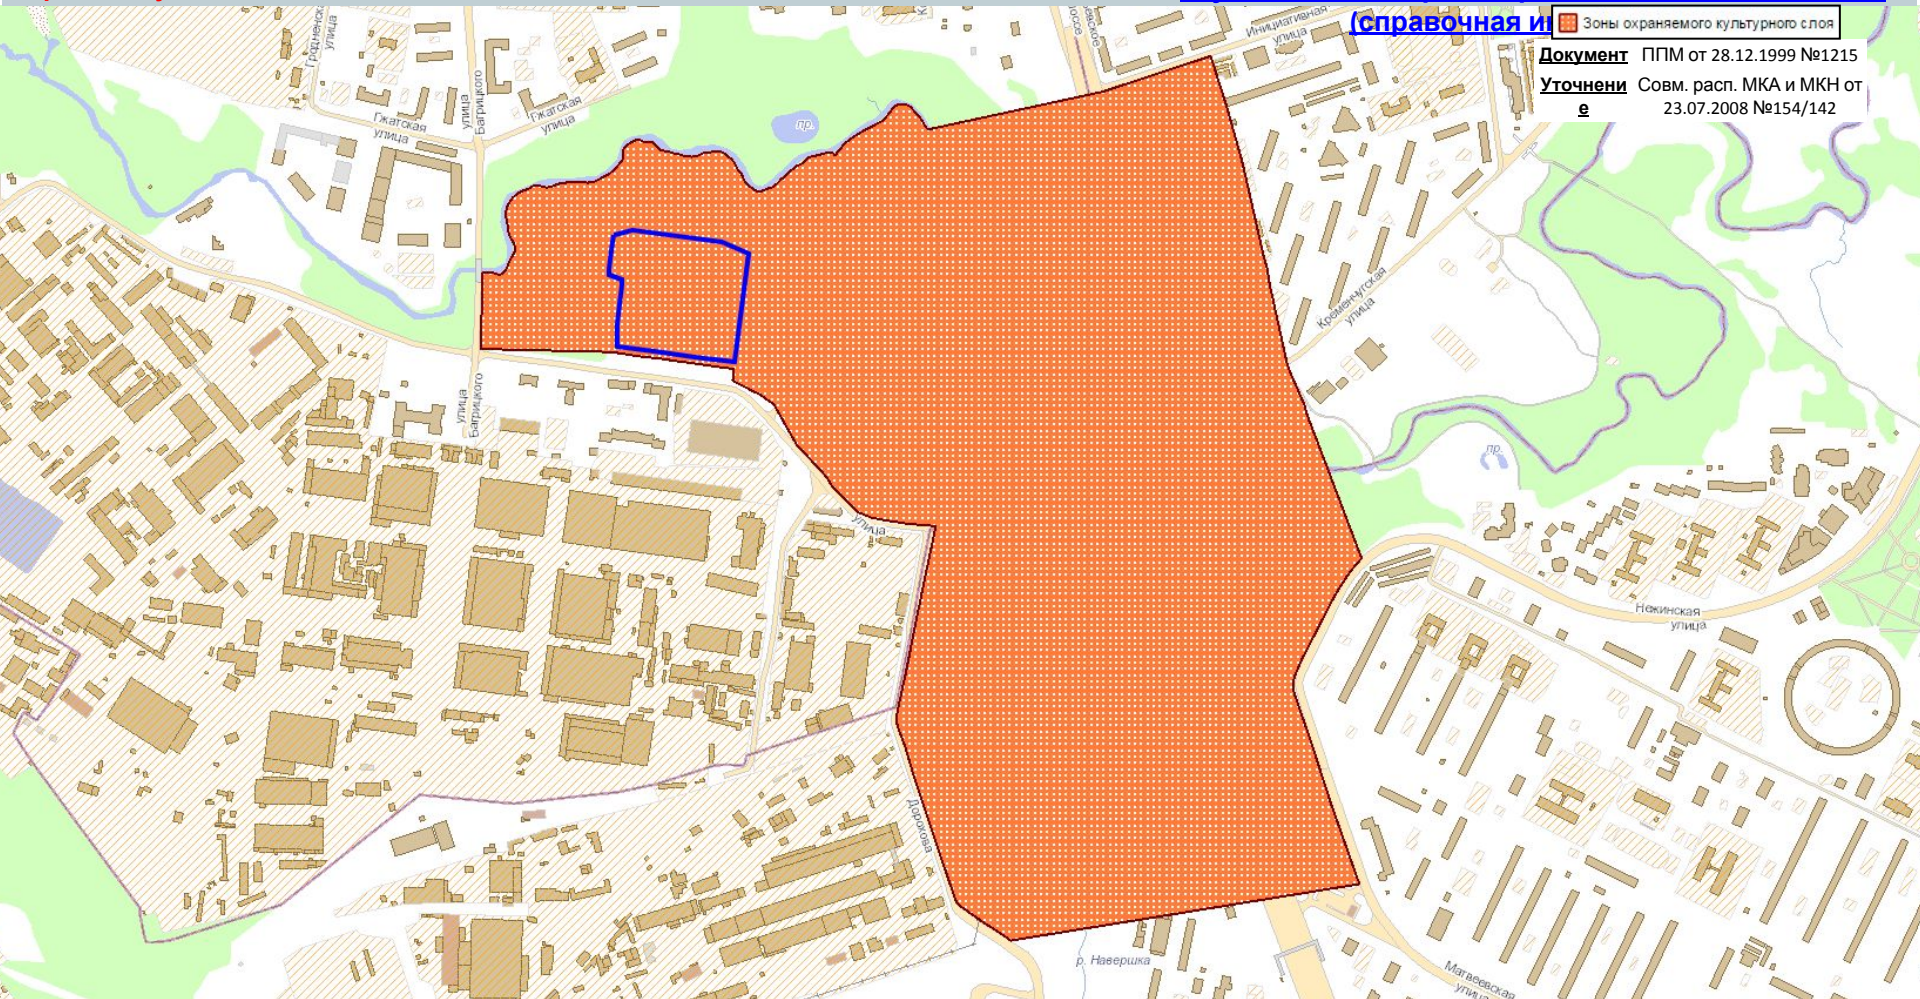 (справочная ин
Зоны охраняемого культурного слоя
Документ ППМ от 28.12.1999 №1215
Уточнени Совм. расп. МКА и МКН от
е 23.07.2008 №154/142
улица
улица
Багрицкого
Гжатская
улица
Гжатская
улица
пр.
Инициативная
улица
Кременчугская
улица
улица
Багрицкого
пр.
улица
Нежинская
улица
Дорохова
р. Навершка
Матвеевская
улица